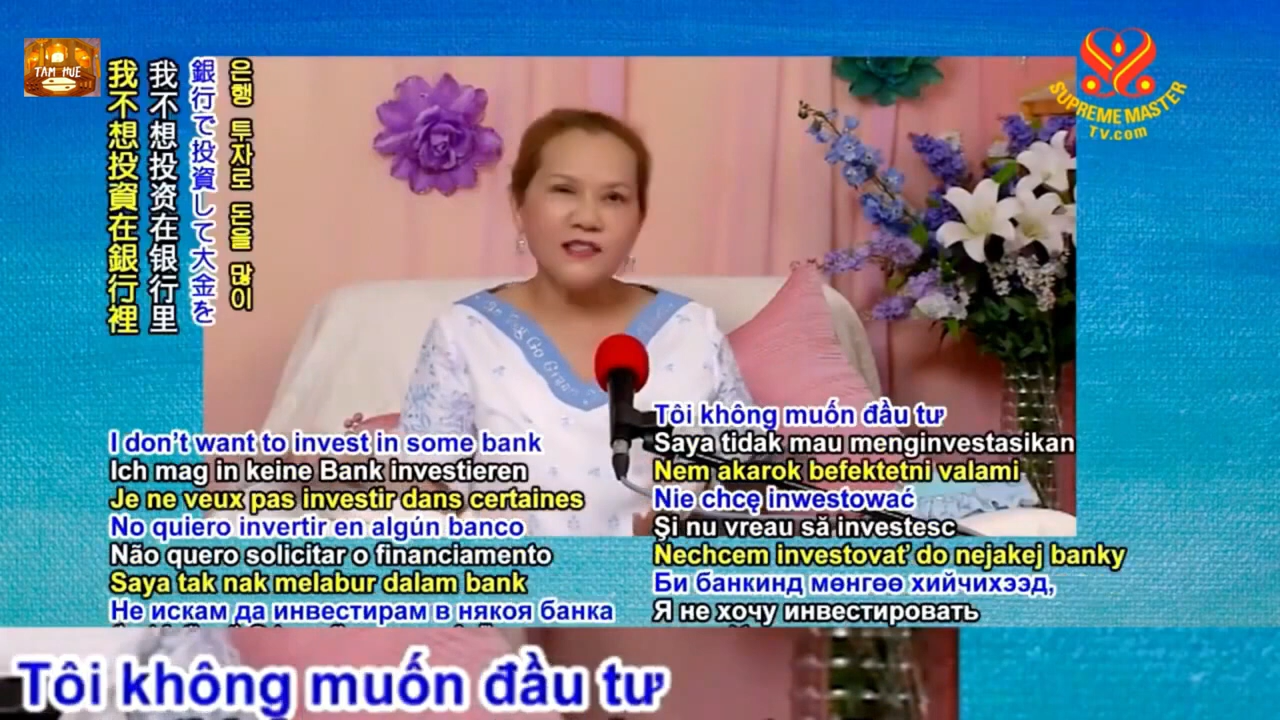 TAM HUE
我不想投資在銀行裡
我不想投资在银行里
銀行で投資して大金を
은행 투자로 돈을 많이
SUPREME MASTER
TV.com
I don't want to invest in some bank
Ich mag in keine Bank investieren
Je ne veux pas investir dans certaines
No quiero invertir en algún banco
Não quero solicitar o financiamento
Saya tak nak melabur dalam bank
Не искам да инвестирам в някоя банка
Tôi không muốn đầu tư
Saya tidak mau menginvestasikan
Nem akarok befektetni valami
Nie chcę inwestować
Şi nu vreau să investesc
Nechcem investovať do nejakej banky
Би банкинд мөнгөө хийчихээд,
Я не хочу инвестировать
Tôi không muốn đầu tư